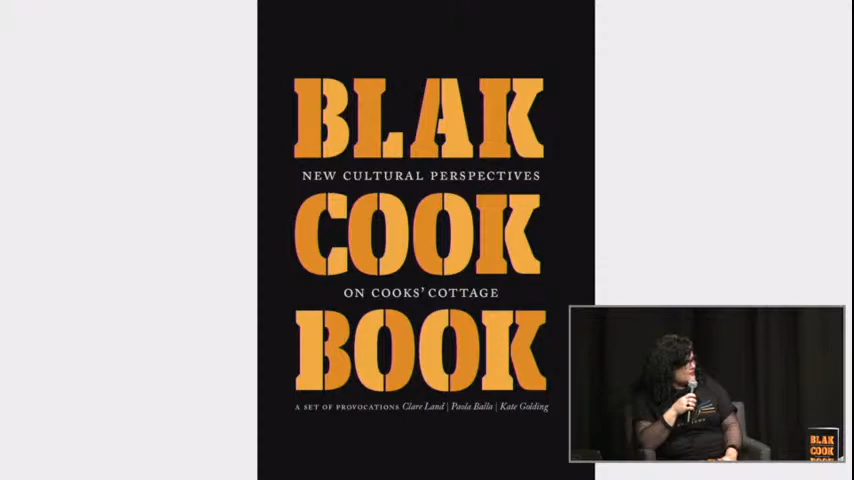 BLAK
NEW CULTURAL PERSPECTIVES
COOK
ON COOKS' COTTAGE
BOOK
A SET OF PROVOCATIONS Clare Land | Paola Balla | Kate Golding
BLAK
COOK
BOOK